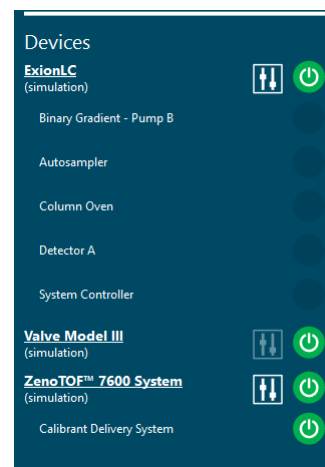 Devices
ExionLC
(simulation)
Binary Gradient - Pump B
Autosampler
Column Oven
Detector A
System Controller
Valve Model III
(simulation)
ZenoTOF™ 7600 System
(simulation)
Calibrant Delivery System